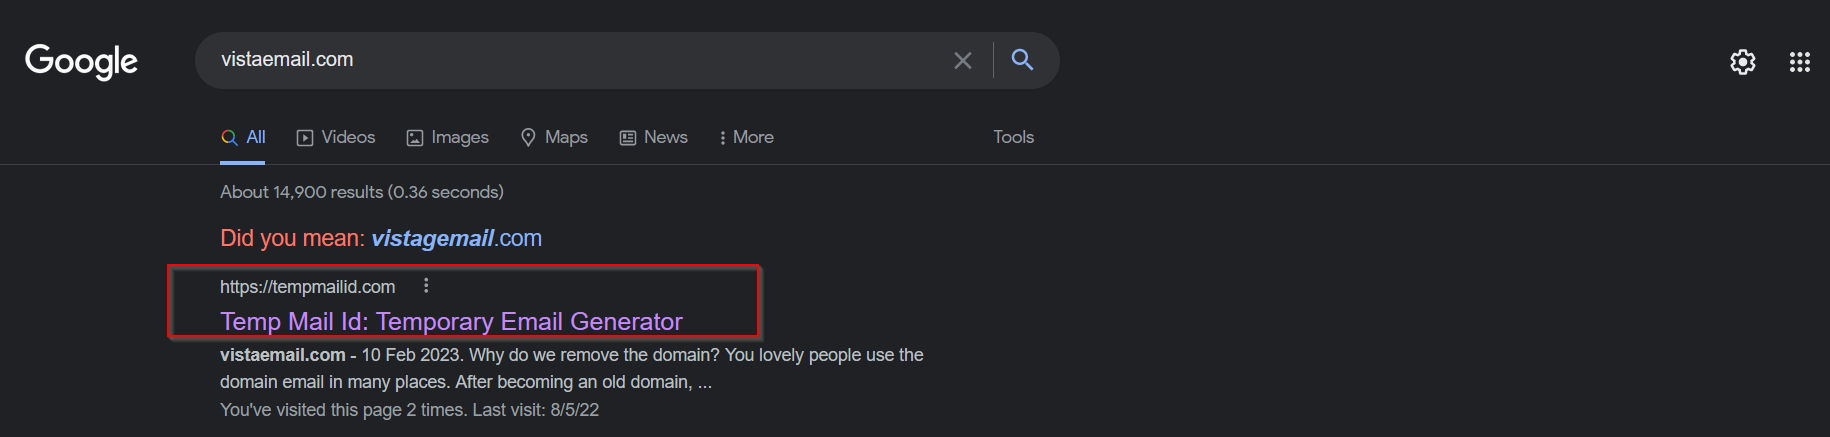 Google
vistaemail.com
All Videos Images Maps News More Tools
About 14,900 results (0.36 seconds)
Did you mean: vistagemail.com
https://tempmailid.com
Temp Mail Id: Temporary Email Generator
vistaemail.com - 10 Feb 2023. Why do we remove the domain? You lovely people use the
domain email in many places. After becoming an old domain, ...
You've visited this page 2 times. Last visit: 8/5/22